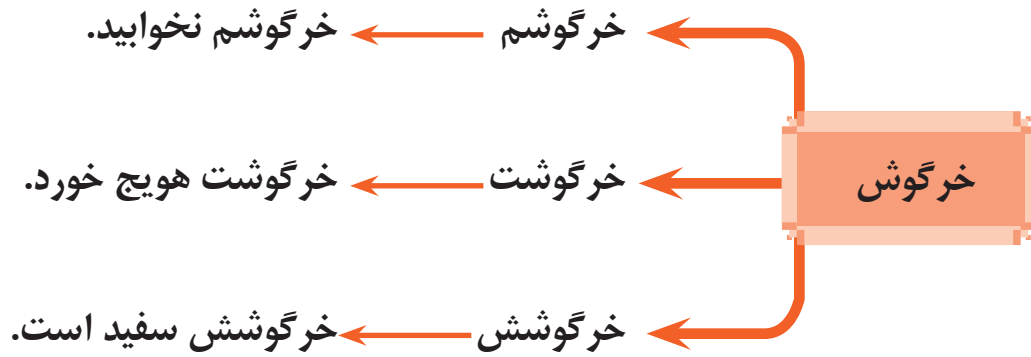 خرگوش
خرگوشم خرگوشم نخوابید.
خرگوشت خرگوشت هویج خورد.
خرگوشش خرگوشش سفید است.